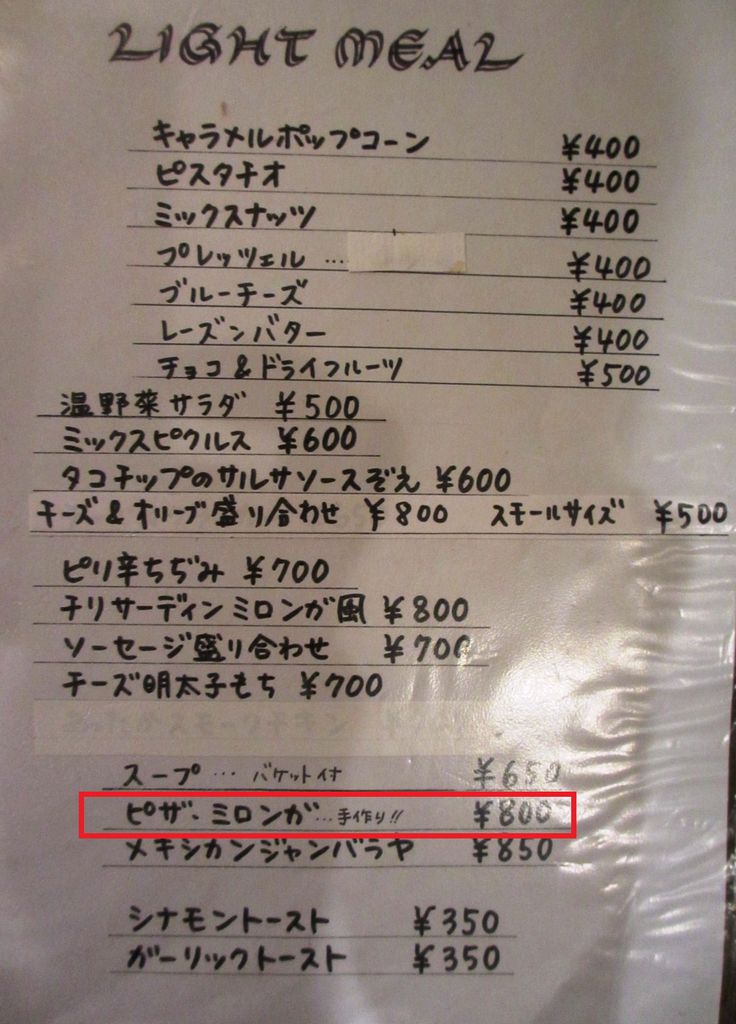 LIGHT MEAL
キャラメルポップコーン ¥400
ピスタチオ ¥400
ミックスナッツ ¥400
プレッツェル … ¥400
ブルーチーズ ¥400
レーズンバター ¥400
チョコ&ドライフルーツ ¥500
温野菜サラダ ¥500
ミックスピクルス ¥600
タコチップのサルサソースぞえ ¥600
チーズ&オリーブ盛り合わせ ¥800 スモールサイズ ¥500
ピリ辛ちぢみ ¥700
チリサーディンミロンガ風 ¥800
ソーセージ盛り合わせ ¥700
チーズ明太子もち ¥700
スープ … バケット付 ¥650
ピザ・ミロンガ…手作り!! ¥800
メキシカンジャンバラヤ ¥850
シナモントースト ¥350
ガーリックトースト ¥350